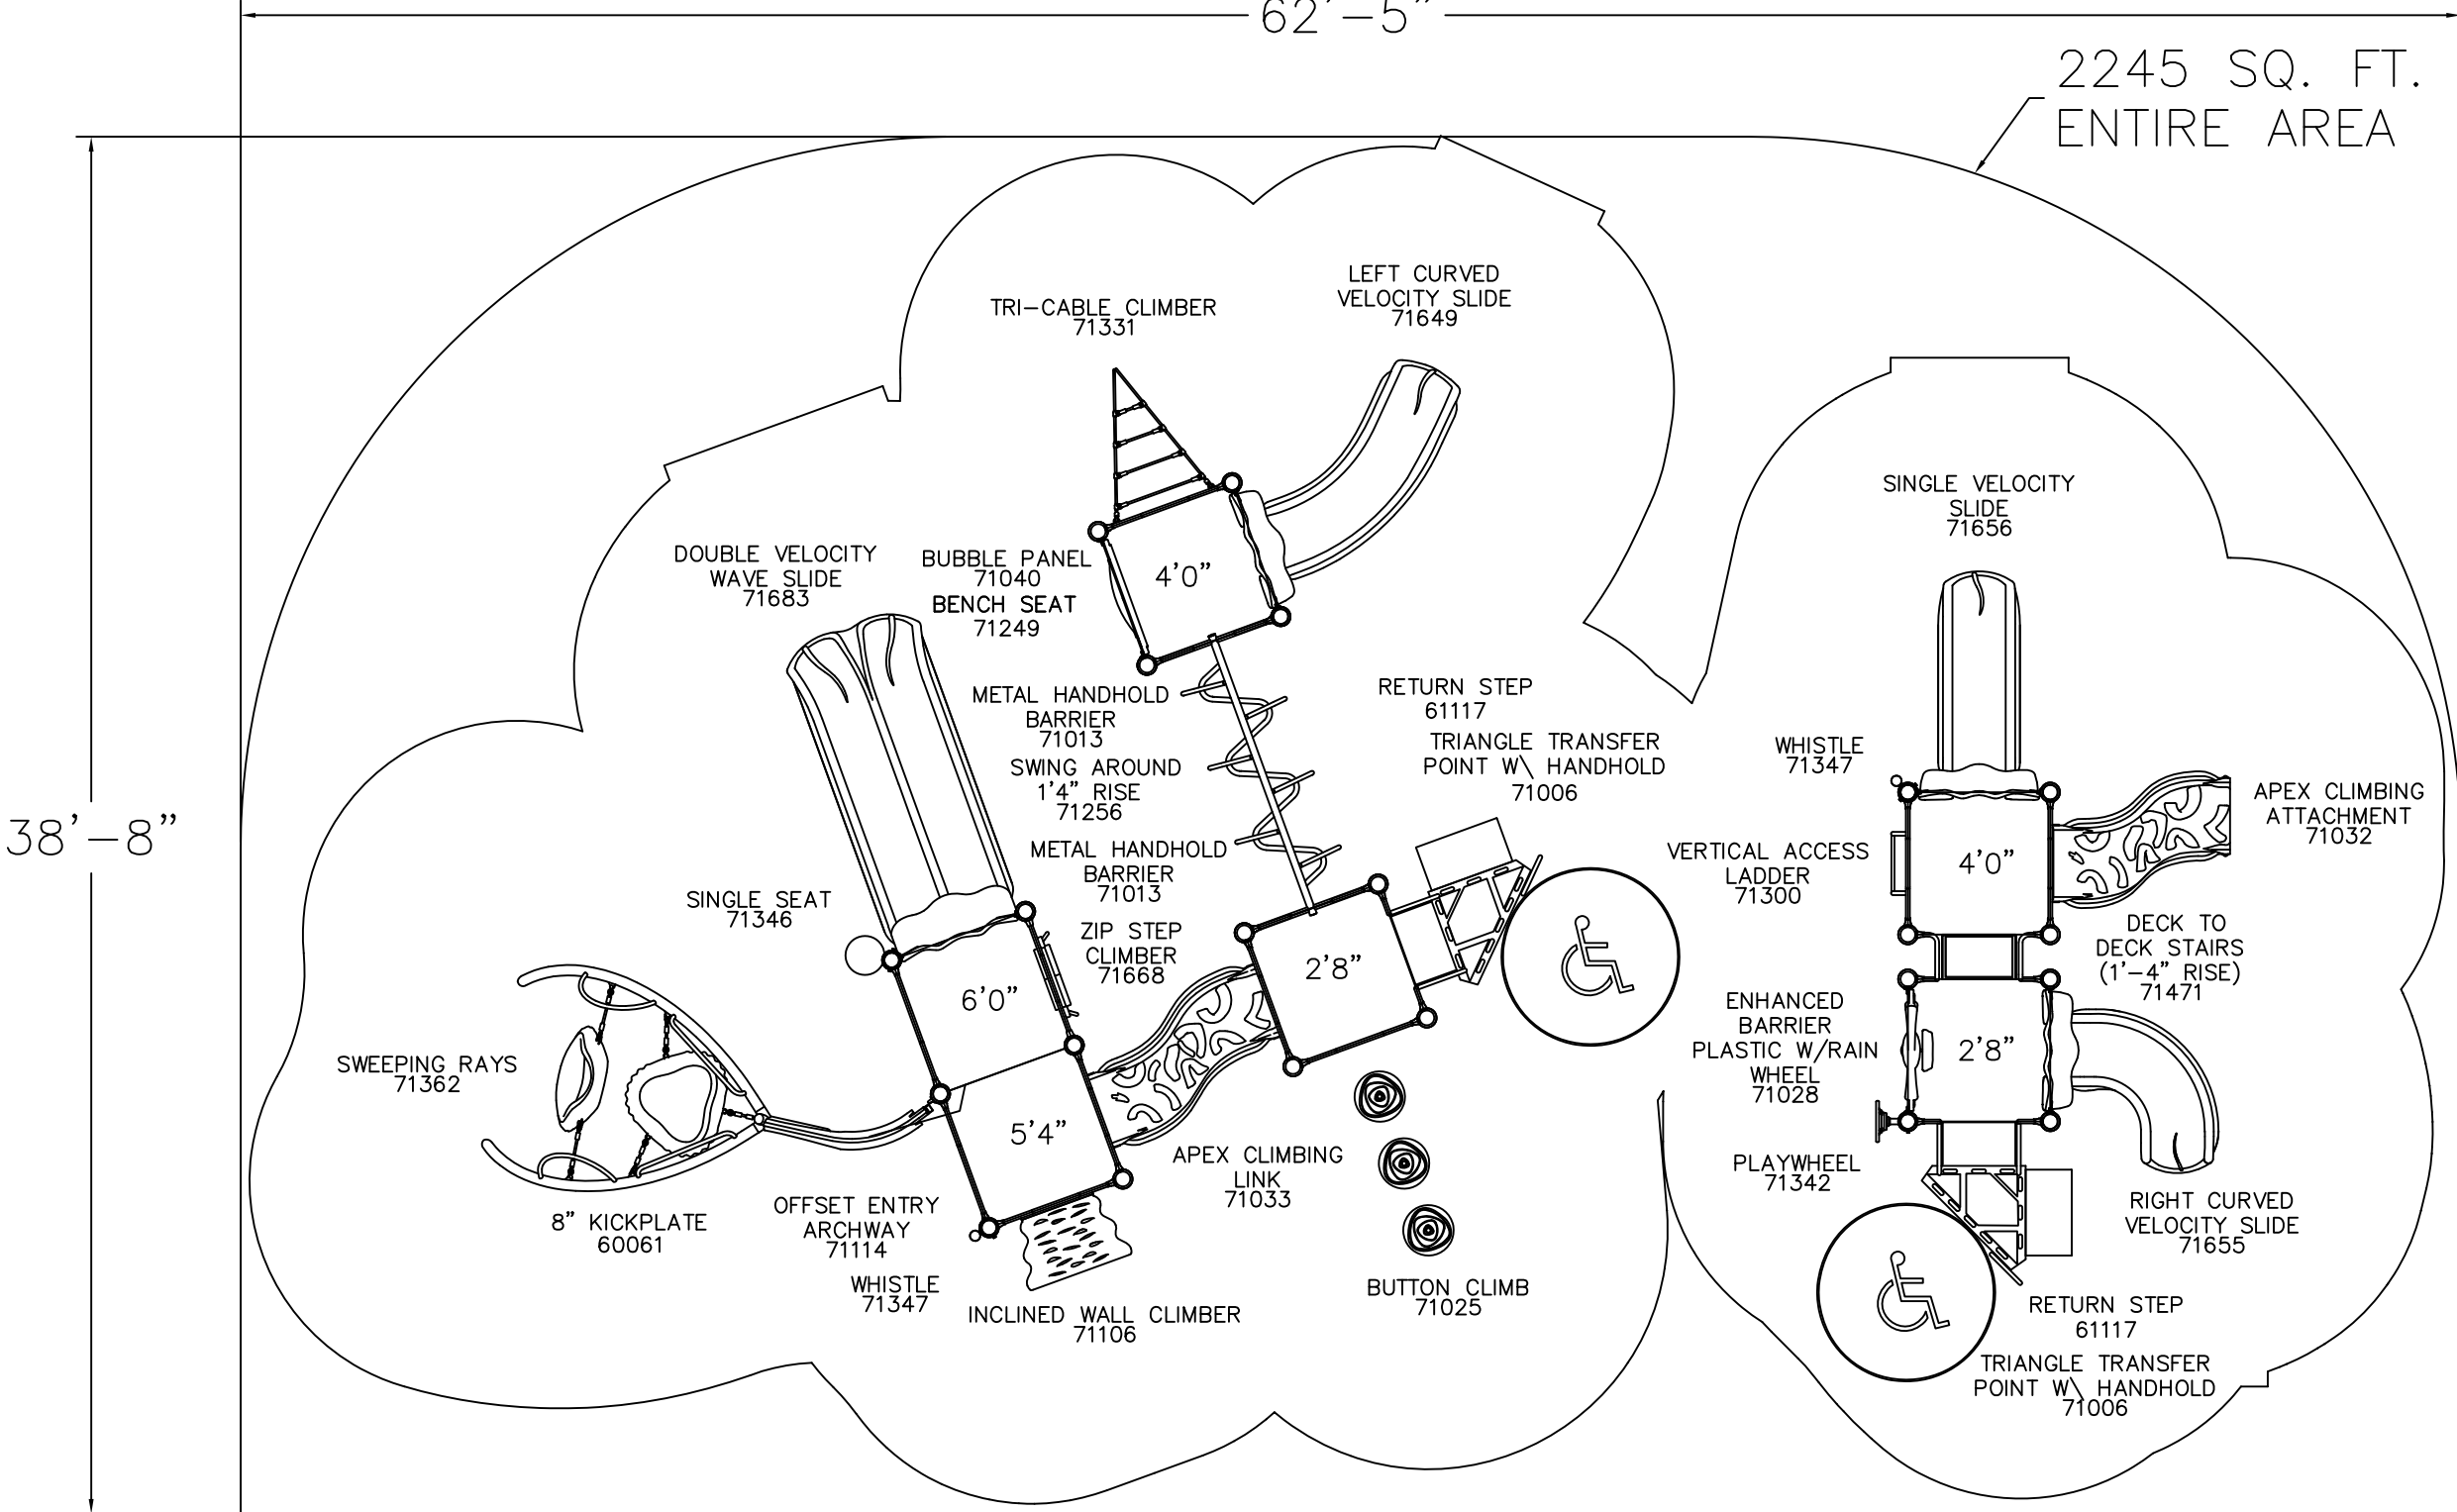 62'-5"
2245 SQ. FT.
ENTIRE AREA
38'-8"
TRI-CABLE CLIMBER
71331
LEFT CURVED
VELOCITY SLIDE
71649
DOUBLE VELOCITY
WAVE SLIDE
71683
BUBBLE PANEL
71040
BENCH SEAT
71249
4'0"
METAL HANDHOLD
BARRIER
71013
SWING AROUND
1'4" RISE
71256
METAL HANDHOLD
BARRIER
71013
ZIP STEP
CLIMBER
71668
RETURN STEP
61117
TRIANGLE TRANSFER
POINT W\ HANDHOLD
71006
SINGLE SEAT
71346
6'0"
2'8"
5'4"
SWEEPING RAYS
71362
8" KICKPLATE
60061
OFFSET ENTRY
ARCHWAY
71114
WHISTLE
71347
INCLINED WALL CLIMBER
71106
APEX CLIMBING
LINK
71033
BUTTON CLIMB
71025
SINGLE VELOCITY
SLIDE
71656
WHISTLE
71347
VERTICAL ACCESS
LADDER
71300
4'0"
APEX CLIMBING
ATTACHMENT
71032
DECK TO
DECK STAIRS
(1'-4" RISE)
71471
ENHANCED
BARRIER
PLASTIC W/RAIN
WHEEL
71028
2'8"
PLAYWHEEL
71342
RIGHT CURVED
VELOCITY SLIDE
71655
RETURN STEP
61117
TRIANGLE TRANSFER
POINT W\ HANDHOLD
71006